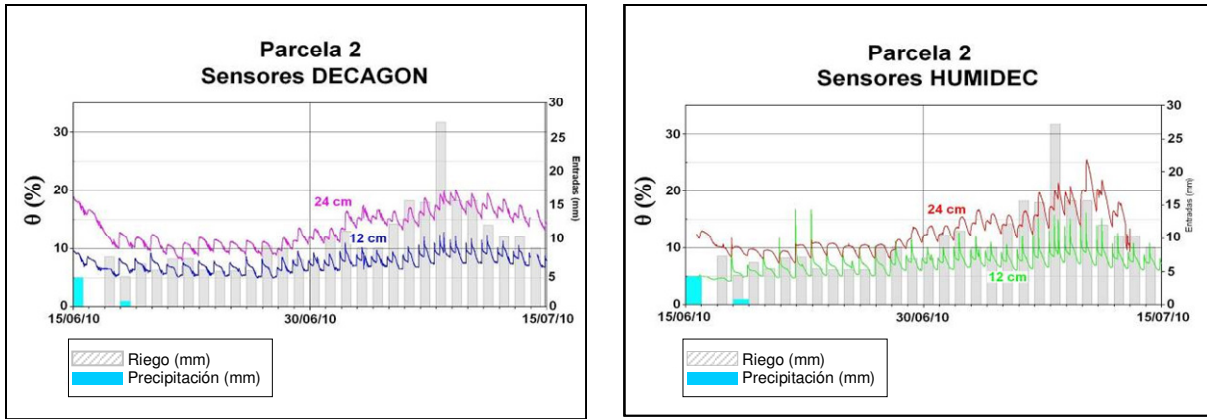 Parcela 2
Sensores DECAGON
30
20
10
0
θ (%)
24 cm
12 cm
30
25
20
15
10
5
0
Entradas (mm)
15/06/10
30/06/10
15/07/10
Riego (mm)
Precipitación (mm)
Parcela 2
Sensores HUMIDEC
30
20
10
0
θ (%)
24 cm
12 cm
30
25
20
15
10
5
0
Entradas (mm)
15/06/10
30/06/10
15/07/10
Riego (mm)
Precipitación (mm)